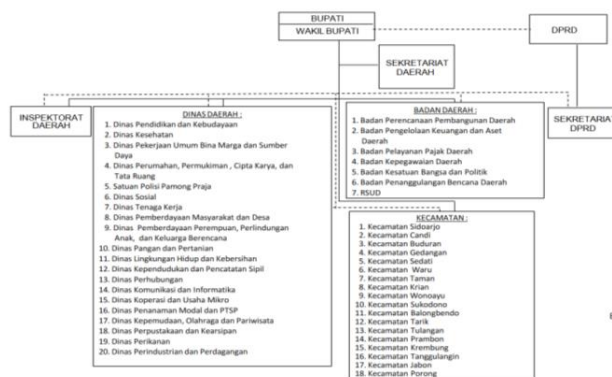 BUPATI
WAKIL BUPATI
DPRD
SEKRETARIAT
DAERAH
INSPEKTORAT
DAERAH
DINAS DAERAH :
1. Dinas Pendidikan dan Kebudayaan
2. Dinas Kesehatan
3. Dinas Pekerjaan Umum Bina Marga dan Sumber
Daya
4. Dinas Perumahan, Permukiman , Cipta Karya, dan
Tata Ruang
5. Satuan Polisi Pamong Praja
6. Dinas Sosial
7. Dinas Tenaga Kerja
8. Dinas Pemberdayaan Masyarakat dan Desa
9. Dinas Pemberdayaan Perempuan, Perlindungan
Anak, dan Keluarga Berencana
10. Dinas Pangan dan Pertanian
11. Dinas Lingkungan Hidup dan Kebersihan
12. Dinas Kependudukan dan Pencatatan Sipil
13. Dinas Perhubungan
14. Dinas Komunikasi dan Informatika
15. Dinas Koperasi dan Usaha Mikro
16. Dinas Penanaman Modal dan PTSP
17. Dinas Kepemudaan, Olahraga dan Pariwisata
18. Dinas Perpustakaan dan Kearsipan
19. Dinas Perikanan
20. Dinas Perindustrian dan Perdagangan
BADAN DAERAH :
1. Badan Perencanaan Pembangunan Daerah
2. Badan Pengelolaan Keuangan dan Aset
Daerah
3. Badan Pelayanan Pajak Daerah
4. Badan Kepegawaian Daerah
5. Badan Kesatuan Bangsa dan Politik
6. Badan Penanggulangan Bencana Daerah
7. RSUD
SEKRETARIAT
DPRD
KECAMATAN :
1. Kecamatan Sidoarjo
2. Kecamatan Candi
3. Kecamatan Buduran
4. Kecamatan Gedangan
5. Kecamatan Sedati
6. Kecamatan Waru
7. Kecamatan Taman
8. Kecamatan Krian
9. Kecamatan Wonoayu
10. Kecamatan Sukodono
11. Kecamatan Balongbendo
12. Kecamatan Tarik
13. Kecamatan Tulangan
14. Kecamatan Prambon
15. Kecamatan Krembung
16. Kecamatan Tanggulangin
17. Kecamatan Jabon
18. Kecamatan Porong